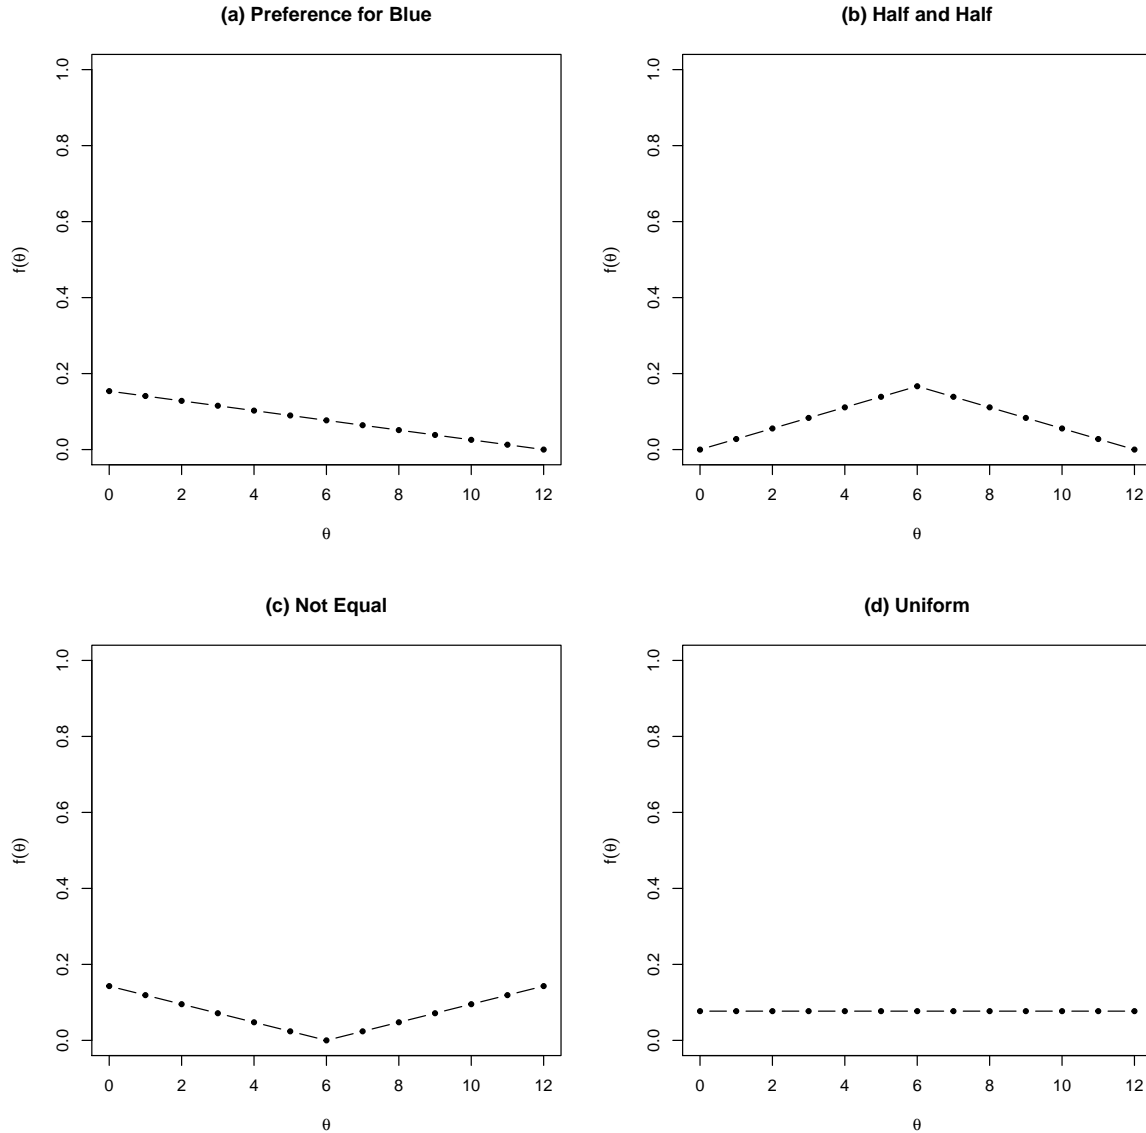 (a) Preference for Blue
f(θ)
1.0
0.8
0.6
0.4
0.2
0.0
0 2 4 6 8 10 12
θ
(b) Half and Half
f(θ)
1.0
0.8
0.6
0.4
0.2
0.0
0 2 4 6 8 10 12
θ
(c) Not Equal
f(θ)
1.0
0.8
0.6
0.4
0.2
0.0
0 2 4 6 8 10 12
θ
(d) Uniform
f(θ)
1.0
0.8
0.6
0.4
0.2
0.0
0 2 4 6 8 10 12
θ